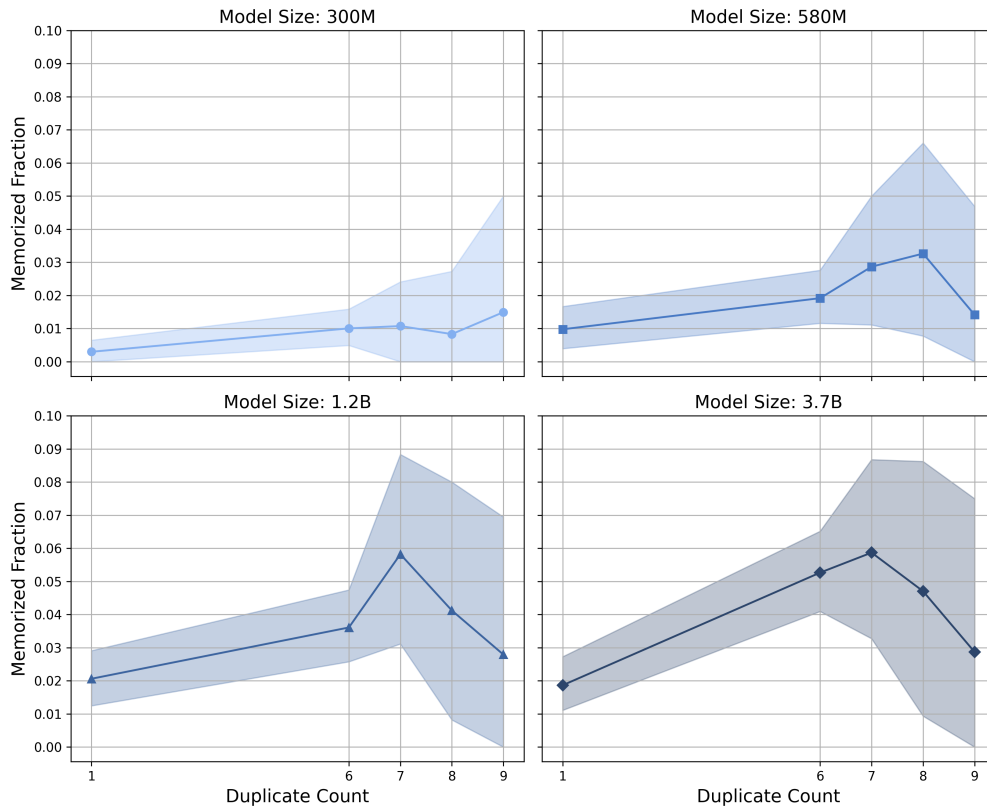 Model Size: 300M
Model Size: 580M
0.10
0.09
0.08
0.07
0.06
0.05
0.04
0.03
0.02
0.01
0.00
Memorized Fraction
Model Size: 1.2B
Model Size: 3.7B
0.10
0.09
0.08
0.07
0.06
0.05
0.04
0.03
0.02
0.01
0.00
Memorized Fraction
1 6 7 8 9
1 6 7 8 9
Duplicate Count
Duplicate Count